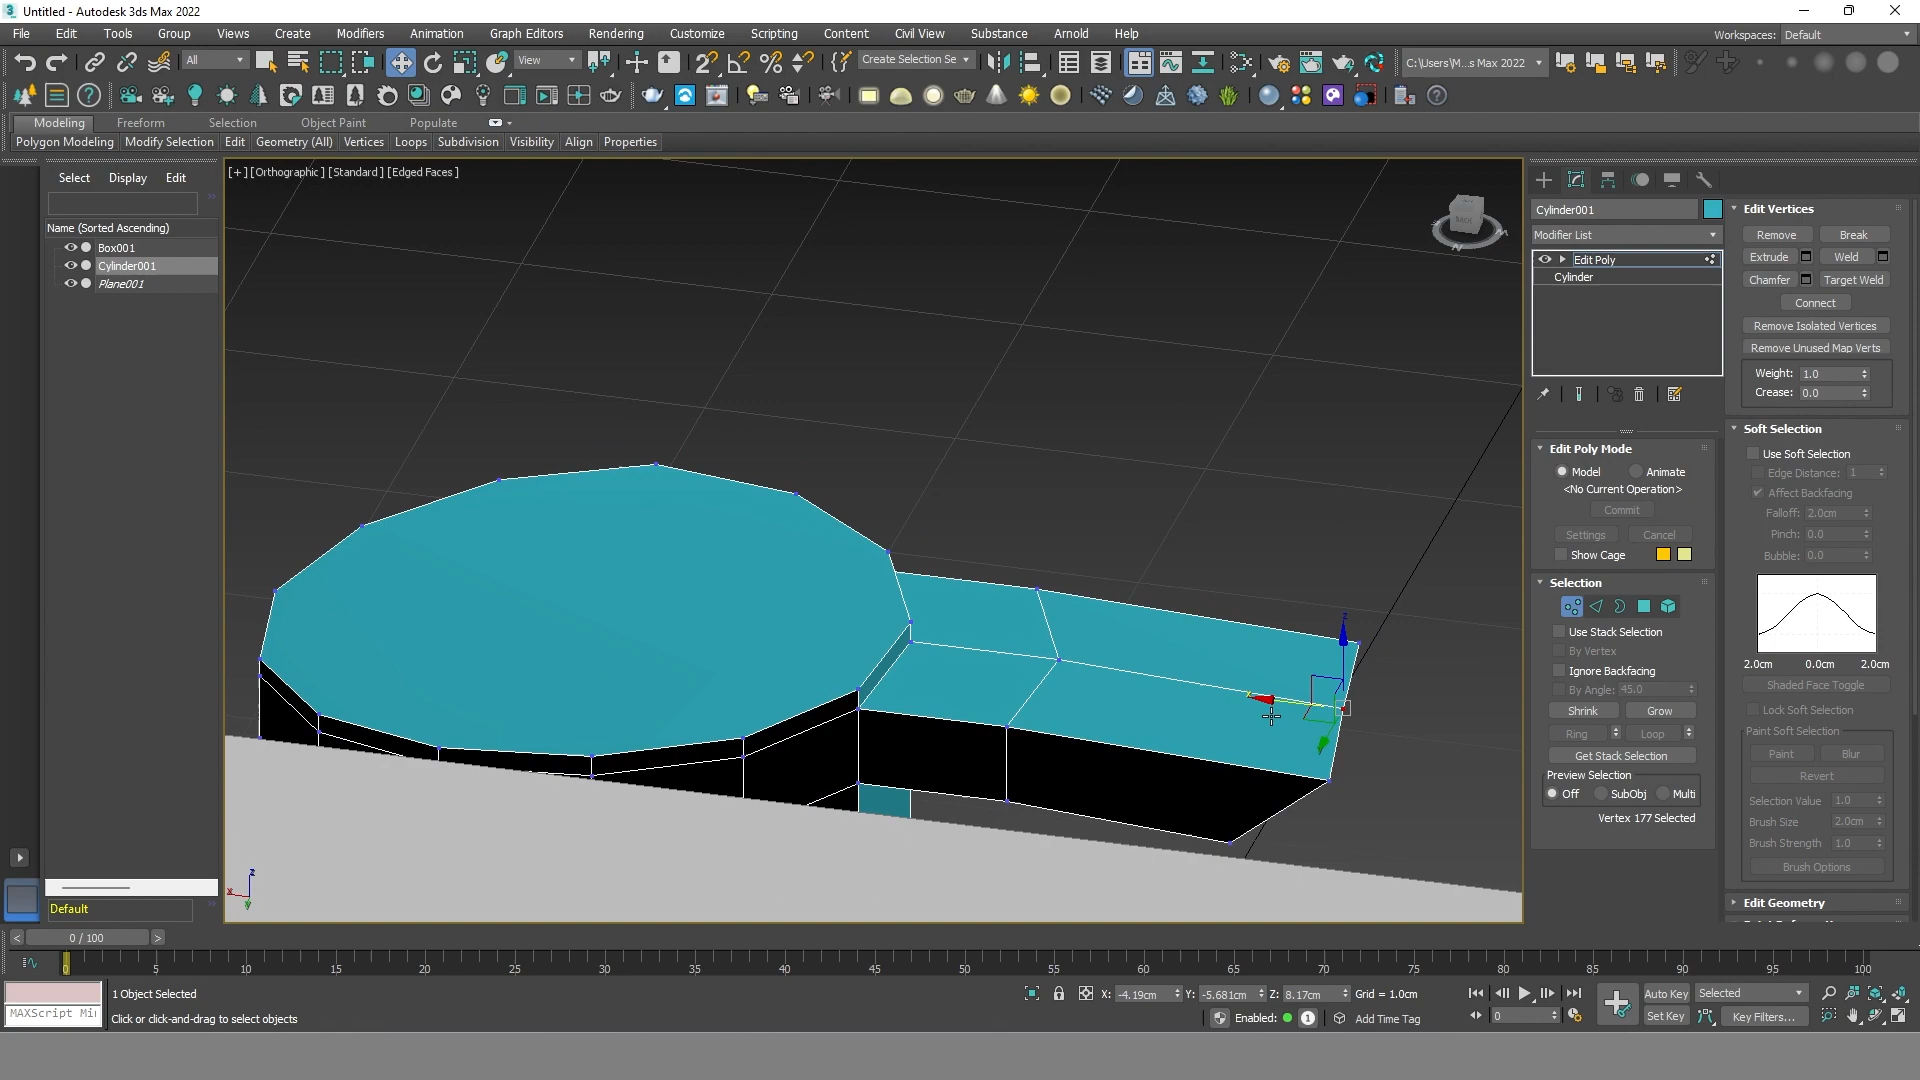 Untitled - Autodesk 3ds Max 2022
File Edit Tools Group Views Create Modifiers Animation Graph Editors Rendering Customize Scripting Content Civil View Substance Arnold Help Workspaces: Default
All View Create Selection Se C:\Users\M...s Max 2022
Modeling Freeform Selection Object Paint Populate
Polygon Modeling Modify Selection Edit Geometry (All) Vertices Loops Subdivision Visibility Align Properties
Select Display Edit
Name (Sorted Ascending)
Box001
Cylinder001
Plane001
Default
[+] [Orthographic ] [Standard ] [Edged Faces ]
BACK
Cylinder001
Modifier List
Edit Poly
Cylinder
Edit Poly Mode
Model Animate
<No Current Operation>
Commit
Settings Cancel
Show Cage
Selection
Use Stack Selection
By Vertex
Ignore Backfacing
By Angle: 45.0
Shrink Grow
Ring Loop
Get Stack Selection
Preview Selection
Off SubObj Multi
Vertex 177 Selected
Edit Vertices
Remove Break
Extrude Weld
Chamfer Target Weld
Connect
Remove Isolated Vertices
Remove Unused Map Verts
Weight: 1.0
Crease: 0.0
Soft Selection
Use Soft Selection
Edge Distance: 1
Affect Backfacing
Falloff: 2.0cm
Pinch: 0.0
Bubble: 0.0
2.0cm 0.0cm 2.0cm
Shaded Face Toggle
Lock Soft Selection
Paint Soft Selection
Paint Blur
Revert
Selection Value 1.0
Brush Size 2.0cm
Brush Strength 1.0
Brush Options
Edit Geometry
< 0 / 100 >
0 5 10 15 20 25 30 35 40 45 50 55 60 65 70 75 80 85 90 95 100
1 Object Selected X: -4.19cm Y: -5.681cm Z: 8.17cm Grid = 1.0cm Auto Key Selected
MAXScript Mi Click or click-and-drag to select objects Enabled: 1 Add Time Tag 0 Set Key Key Filters...